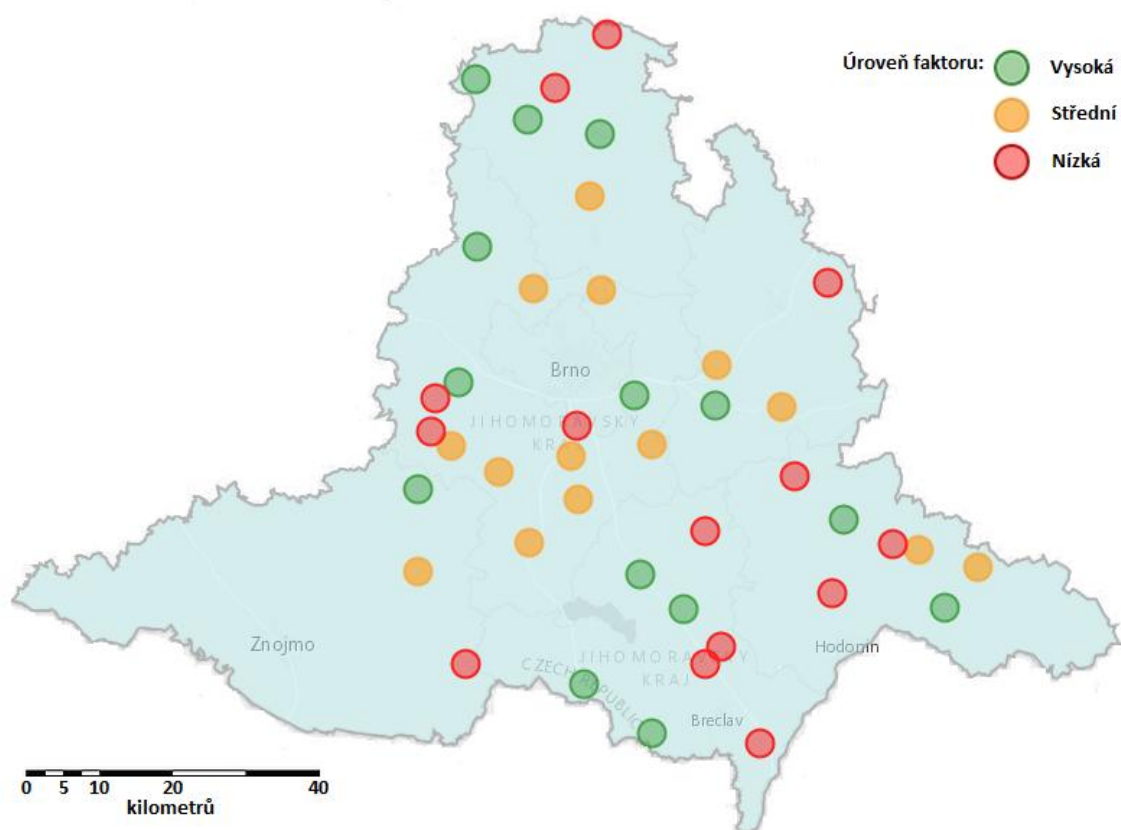 Úroveň faktoru:
Vysoká
Střední
Nízká
Brno
JIHOMORAVSKÝ
KRAJ
Znojmo
Hodonín
JIHOMORAVSKÝ
KRAJ
CZECH REPUBLIC
Breclav
0 5 10 20 40
kilometrů